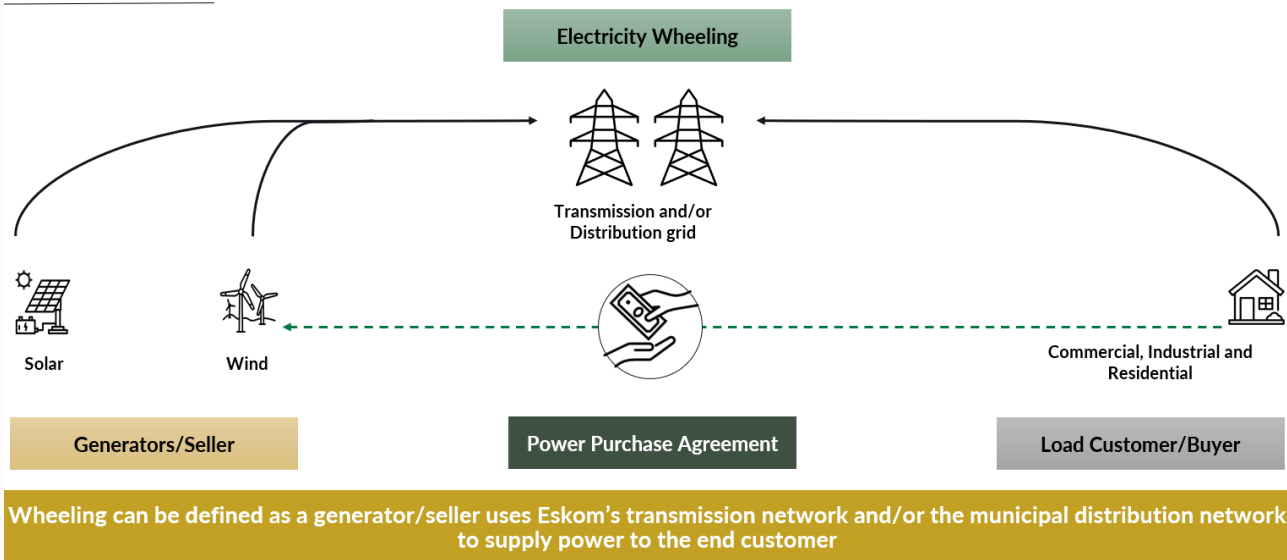 Electricity Wheeling
Transmission and/or
Distribution grid
Solar
Wind
Commercial, Industrial and
Residential
Generators/Seller
Power Purchase Agreement
Load Customer/Buyer
Wheeling can be defined as a generator/seller uses Eskom’s transmission network and/or the municipal distribution network
to supply power to the end customer